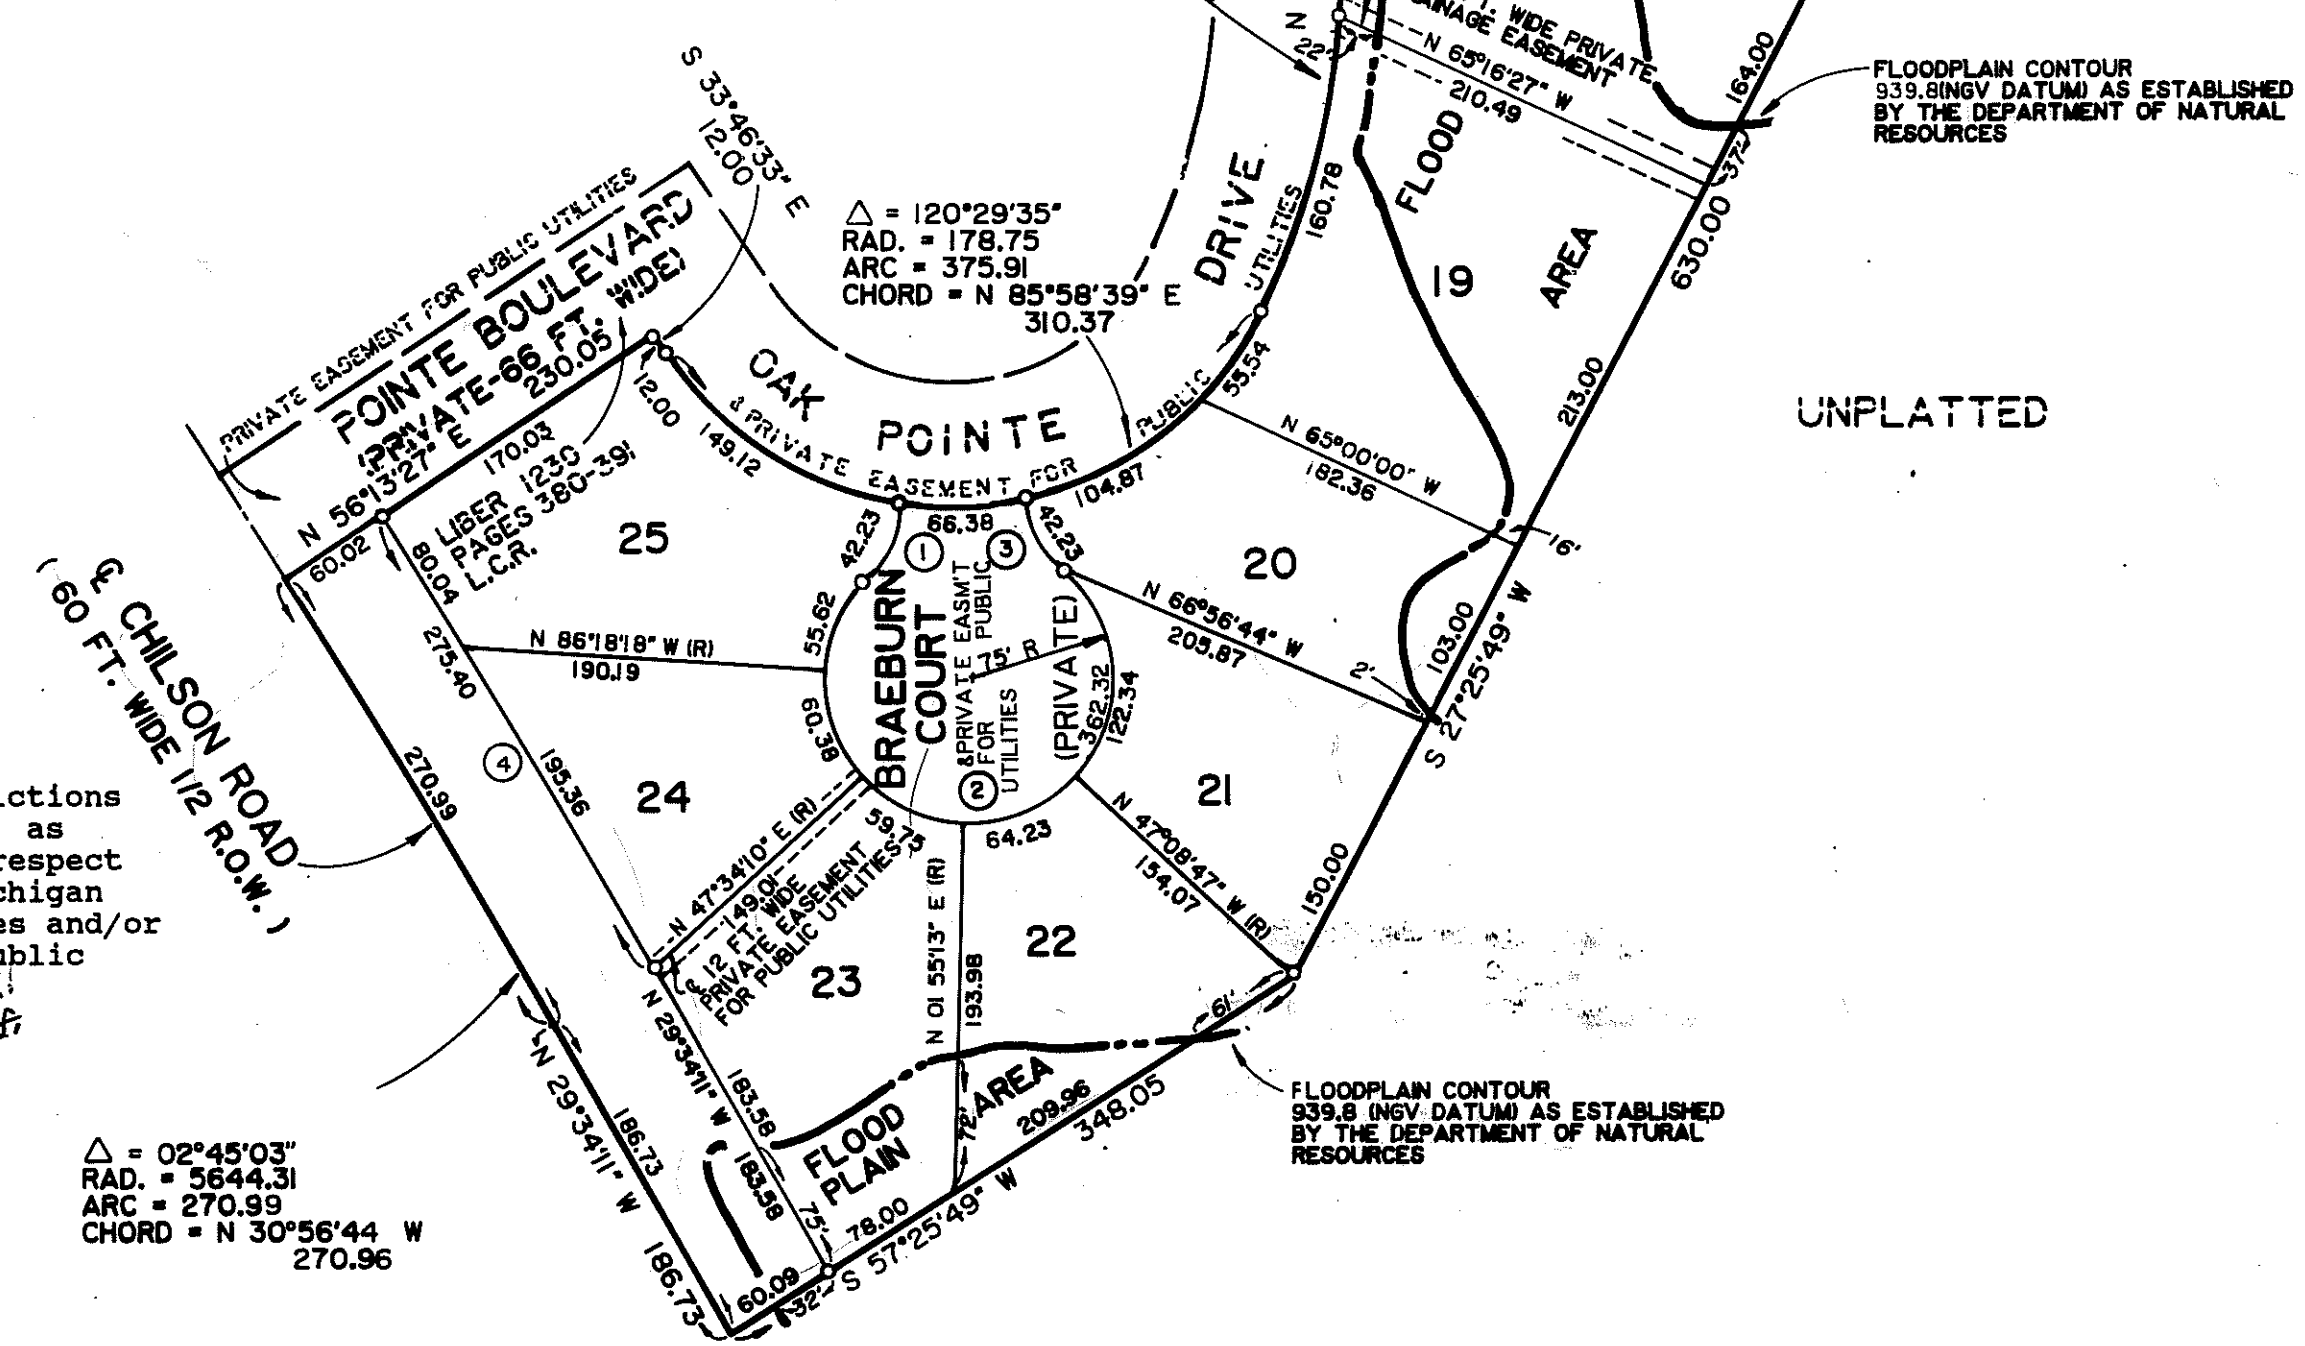 S 33°46'33" E
12.00
PRIVATE EASEMENT FOR PUBLIC UTILITIES
POINTE BOULEVARD
(PRIVATE-66 FT. WIDE)
230.05
N 56°13'27" E
170.03
60.02
12.00
LIBER 1230
PAGES 380-391
L.C.R.
△ = 120°29'35"
RAD. = 178.75
ARC = 375.91
CHORD = N 85°58'39" E
310.37
OAK
POINTE
DRIVE
& PRIVATE EASEMENT FOR PUBLIC UTILITIES
149.12
66.38
104.87
55.54
160.78
N
22'
FT. WIDE PRIVATE
EASEMENT
N 65°16'27" W
210.49
164.00
37'
630.00
FLOODPLAIN CONTOUR
939.8(NGV DATUM) AS ESTABLISHED
BY THE DEPARTMENT OF NATURAL
RESOURCES
FLOOD
AREA
19
213.00
UNPLATTED
N 65°00'00" W
182.36
16'
25
42.23
1
3
42.23
20
N 66°56'44" W
205.87
2'
103.00
S 27°25'49" W
℄ CHILSON ROAD
( 60 FT. WIDE 1/2 R.O.W. )
80.04
275.40
195.36
4
N 86°18'18" W (R)
190.19
55.62
60.38
BRAEBURN
COURT
&PRIVATE EASM'T
FOR PUBLIC
UTILITIES
75' R
(PRIVATE)
362.32
122.34
2
24
21
270.99
59.75
64.23
N 47°34'10" E (R)
149.01
℄ 12 FT. WIDE
PRIVATE EASEMENT
FOR PUBLIC UTILITIES
N 47°08'47" W (R)
154.07
150.00
23
22
N 01 55'13" E (R)
193.98
61'
N 29°34'11" W
183.58
183.58
N 29°34'11" W
186.73
186.73
FLOOD
PLAIN
AREA
72'
75'
209.96
348.05
78.00
S 57°25'49" W
60.09
32'
FLOODPLAIN CONTOUR
939.8 (NGV DATUM) AS ESTABLISHED
BY THE DEPARTMENT OF NATURAL
RESOURCES
△ = 02°45'03"
RAD. = 5644.31
ARC = 270.99
CHORD = N 30°56'44 W
270.96
ictions
as
respect
chigan
es and/or
ublic